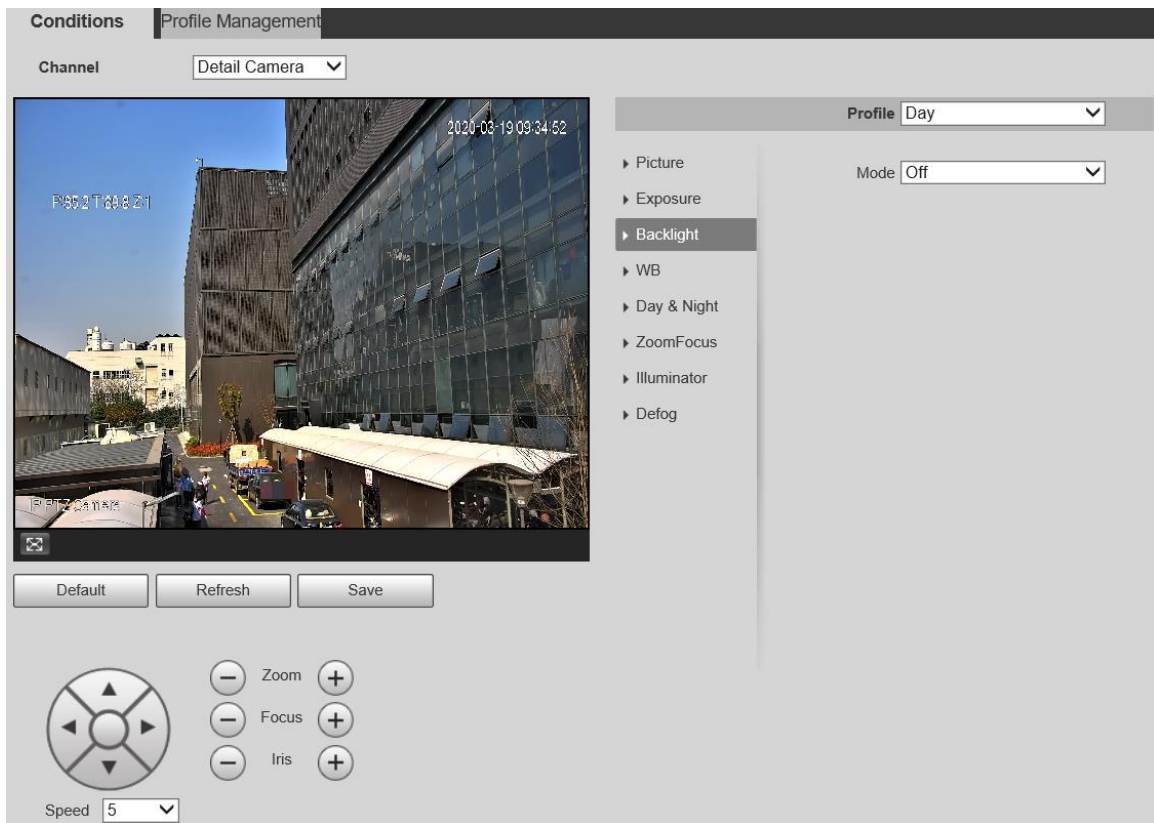 Conditions
Profile Management
Channel
Detail Camera
2020-03-19 09:34:52
P:95.2 T:69.8 Z:1
IP PTZ Camera
Default
Refresh
Save
Zoom
Focus
Iris
Speed
5
Profile
Day
Picture
Exposure
Backlight
WB
Day & Night
ZoomFocus
Illuminator
Defog
Mode
Off